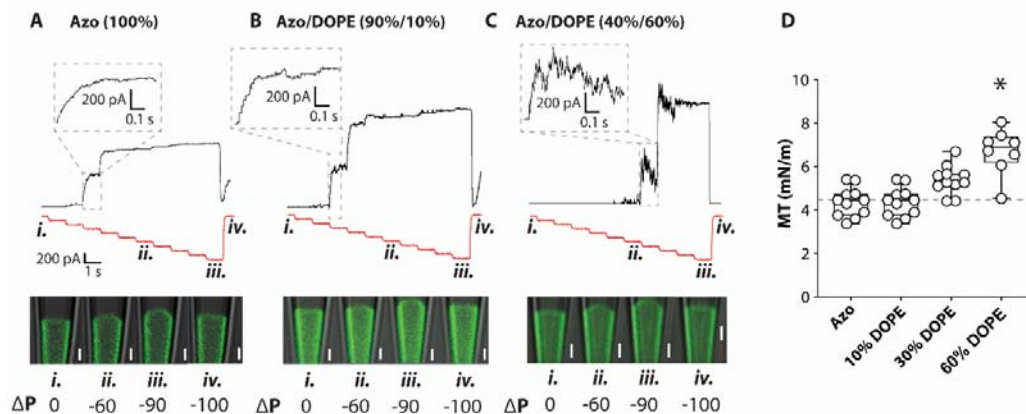 A Azo (100%)
B Azo/DOPE (90%/10%)
C Azo/DOPE (40%/60%)
D
200 pA
0.1 s
200 pA
0.1 s
200 pA
0.1 s
i.
ii.
iii.
iv.
200 pA
1 s
i.
ii.
iii.
iv.
i.
ii.
iii.
iv.
i. ii. iii. iv.
i. ii. iii. iv.
i. ii. iii. iv.
ΔP 0 -60 -90 -100
ΔP 0 -60 -90 -100
ΔP 0 -60 -90 -100
MT (mN/m)
10
8
6
4
2
0
*
Azo
10% DOPE
30% DOPE
60% DOPE